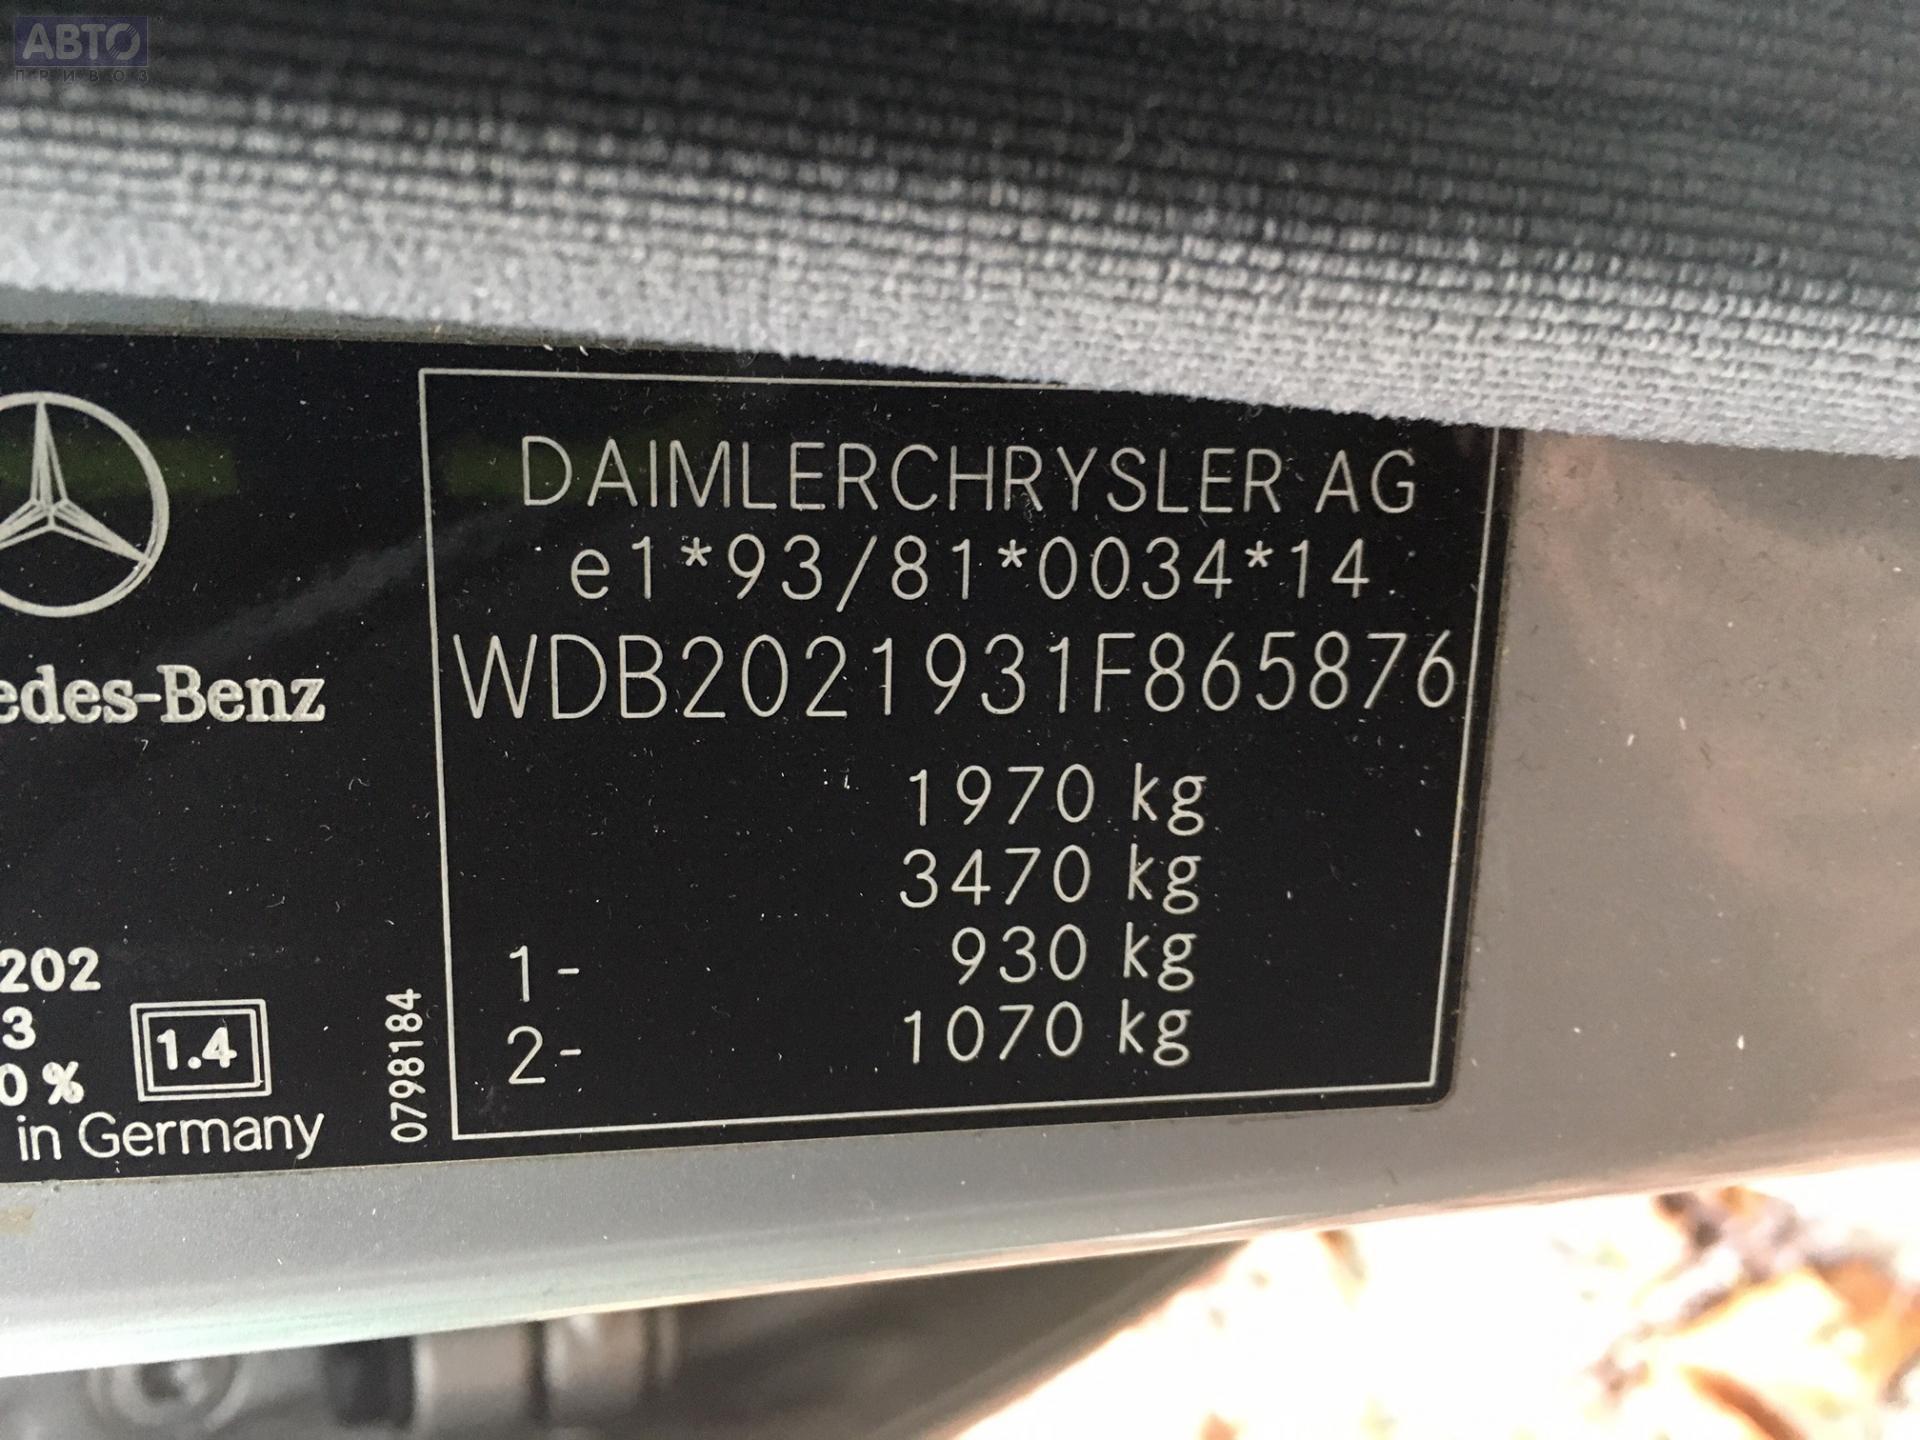 АВТО
ПРИВОЗ
DAIMLERCHRYSLER AG
e1*93/81*0034*14
WDB2021931F865876
1970 kg
3470 kg
1- 930 kg
2- 1070 kg
edes-Benz
202
3
0 %
1.4
in Germany
0798184